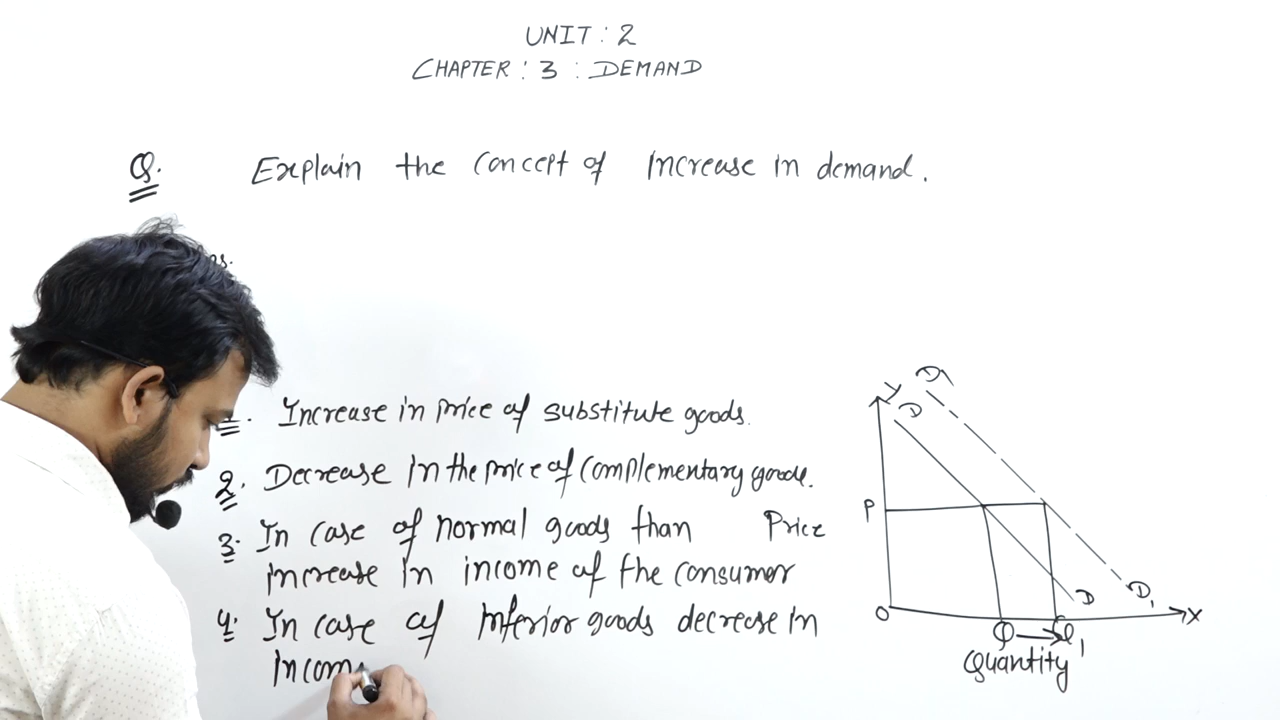 UNIT : 2
CHAPTER : 3 : DEMAND
Q. Explain the concept of increase in demand.
1. Increase in price of substitute goods.
2. Decrease in the price of complementary goods.
3. In case of normal goods than Price
increase in income of the consumer
4. In case of inferior goods decrease in
incom
Y
D1
D
P
O
D
D1
X
Q → Q1
Quantity